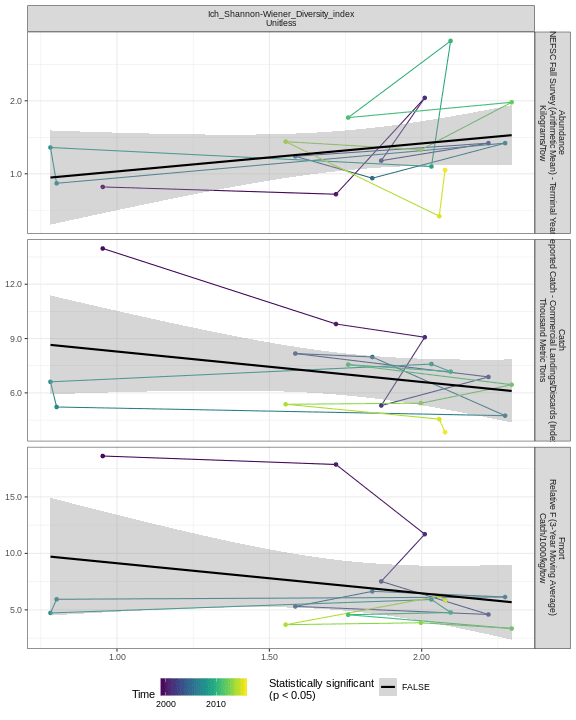 Ich_Shannon-Wiener_Diversity_index
Unitless
2.0
1.0
Abundance
NEFSC Fall Survey (Arithmetic Mean) - Terminal Year
Kilograms/tow
12.0
9.0
6.0
Catch
eported Catch - Commercial Landings/Discards (Inde
Thousand Metric Tons
15.0
10.0
5.0
Fmort
Relative F (3-Year Moving Average)
Catch/1000/kg/tow
1.00
1.50
2.00
Time
2000
2010
Statistically significant
(p < 0.05)
FALSE